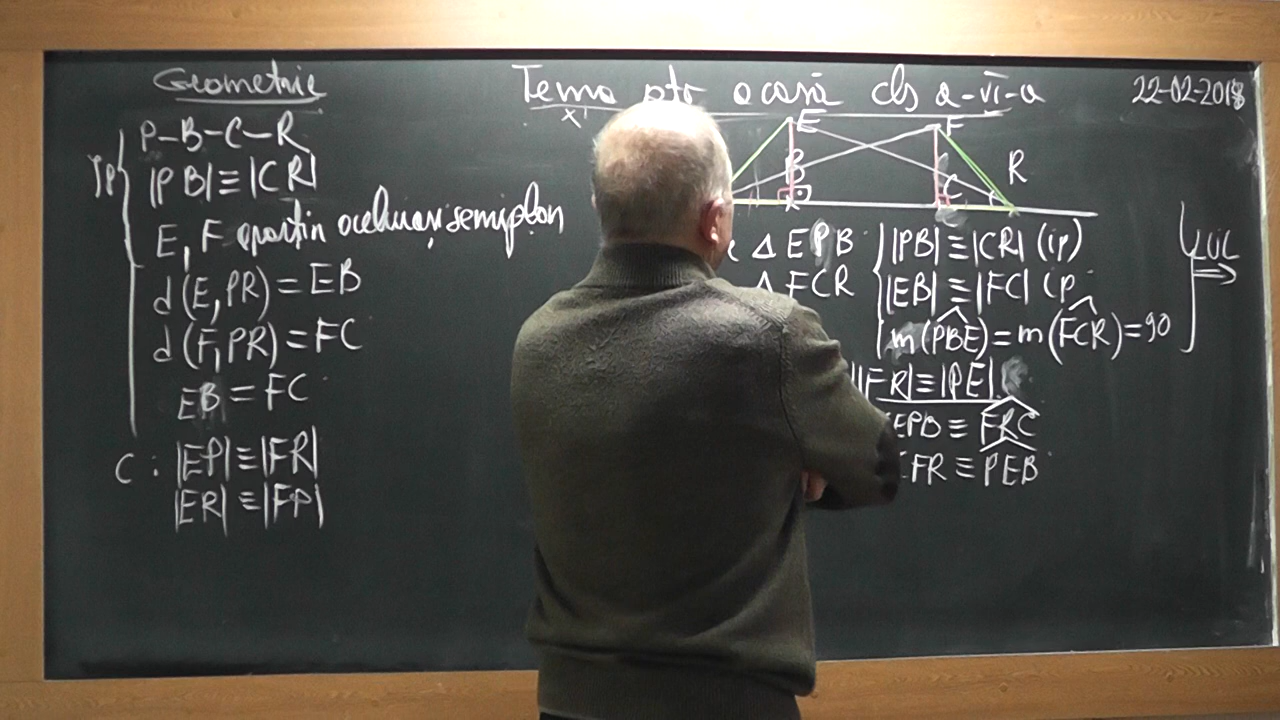 Geometrie
Tema ptr acasă cls a-VI-a
22-02-2018
Ip
P-B-C-R
|PB|≡|CR|
E, F aparțin aceluiași semiplan
d(E,PR)=EB
d(F,PR)=FC
EB=FC
C: |EP|≡|FR|
|ER|≡|FP|
E
F
B
C
R
Δ EPB
Δ FCR
|PB|≡|CR| (ip)
|EB|≡|FC| (ip
m(PBE)=m(FCR)=90
⇒
|FR|≡|PE|
EPB ≡ FRC
CFR ≡ PEB